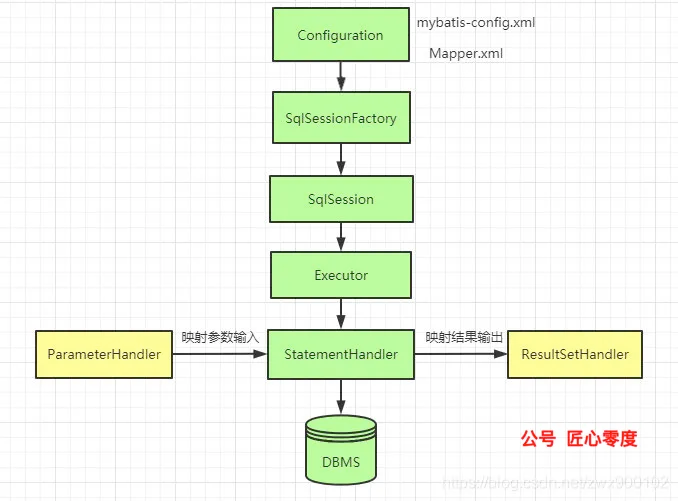 Configuration
mybatis-config.xml
Mapper.xml
SqlSessionFactory
SqlSession
Executor
映射参数输入
映射结果输出
ParameterHandler
StatementHandler
ResultSetHandler
DBMS
公号 匠心零度
https://blog.csdn.net/zwx900102